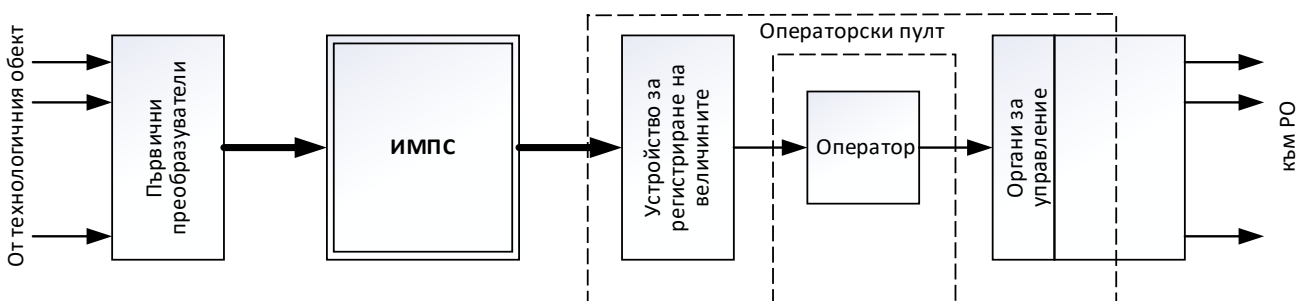 От технологичния обект
Първични
преобразуватели
ИМПС
Операторски пулт
Устройство за
регистриране на
величините
Оператор
Органи за
управление
към РО